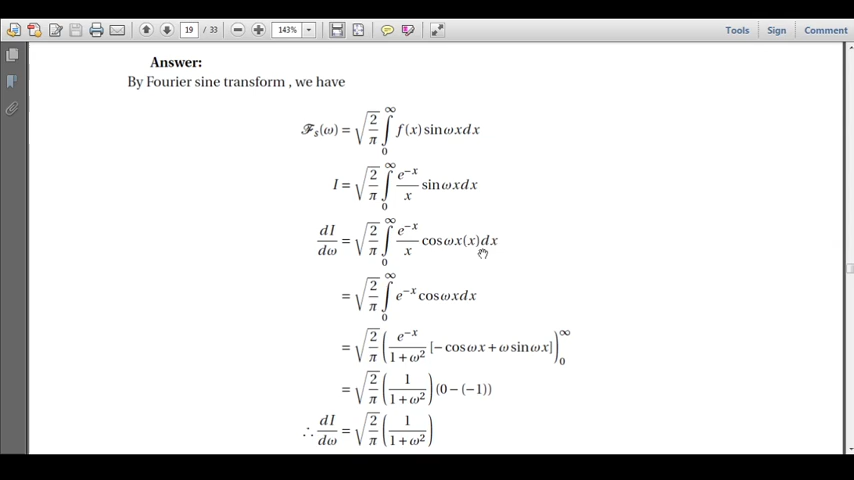 19 / 33 143% Tools Sign Comment
Answer:
By Fourier sine transform , we have
ℱₛ(ω) = √(2/π) ∫₀^∞ f(x) sin ωx dx
I = √(2/π) ∫₀^∞ (e^{-x}/x) sin ωx dx
dI/dω = √(2/π) ∫₀^∞ (e^{-x}/x) cos ωx(x) dx
= √(2/π) ∫₀^∞ e^{-x} cos ωx dx
= √(2/π) (e^{-x}/(1+ω²) [− cos ωx + ω sin ωx])₀^∞
= √(2/π) (1/(1+ω²)) (0 − (−1))
∴ dI/dω = √(2/π) (1/(1+ω²))